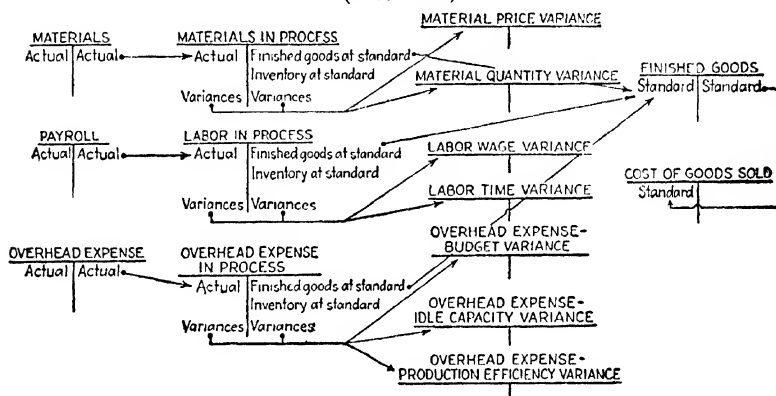 MATERIAL PRICE VARIANCE
MATERIALS
Actual Actual
MATERIALS IN PROCESS
Actual Finished goods at standard
Inventory at standard
Variances Variances
MATERIAL QUANTITY VARIANCE
FINISHED GOODS
Standard Standard
PAYROLL
Actual Actual
LABOR IN PROCESS
Actual Finished goods at standard
Inventory at standard
Variances Variances
LABOR WAGE VARIANCE
LABOR TIME VARIANCE
COST OF GOODS SOLD
Standard
OVERHEAD EXPENSE
Actual Actual
OVERHEAD EXPENSE
IN PROCESS
Actual Finished goods at standard
Inventory at standard
Variances Variances
OVERHEAD EXPENSE-
BUDGET VARIANCE
OVERHEAD EXPENSE-
IDLE CAPACITY VARIANCE
OVERHEAD EXPENSE-
PRODUCTION EFFICIENCY VARIANCE